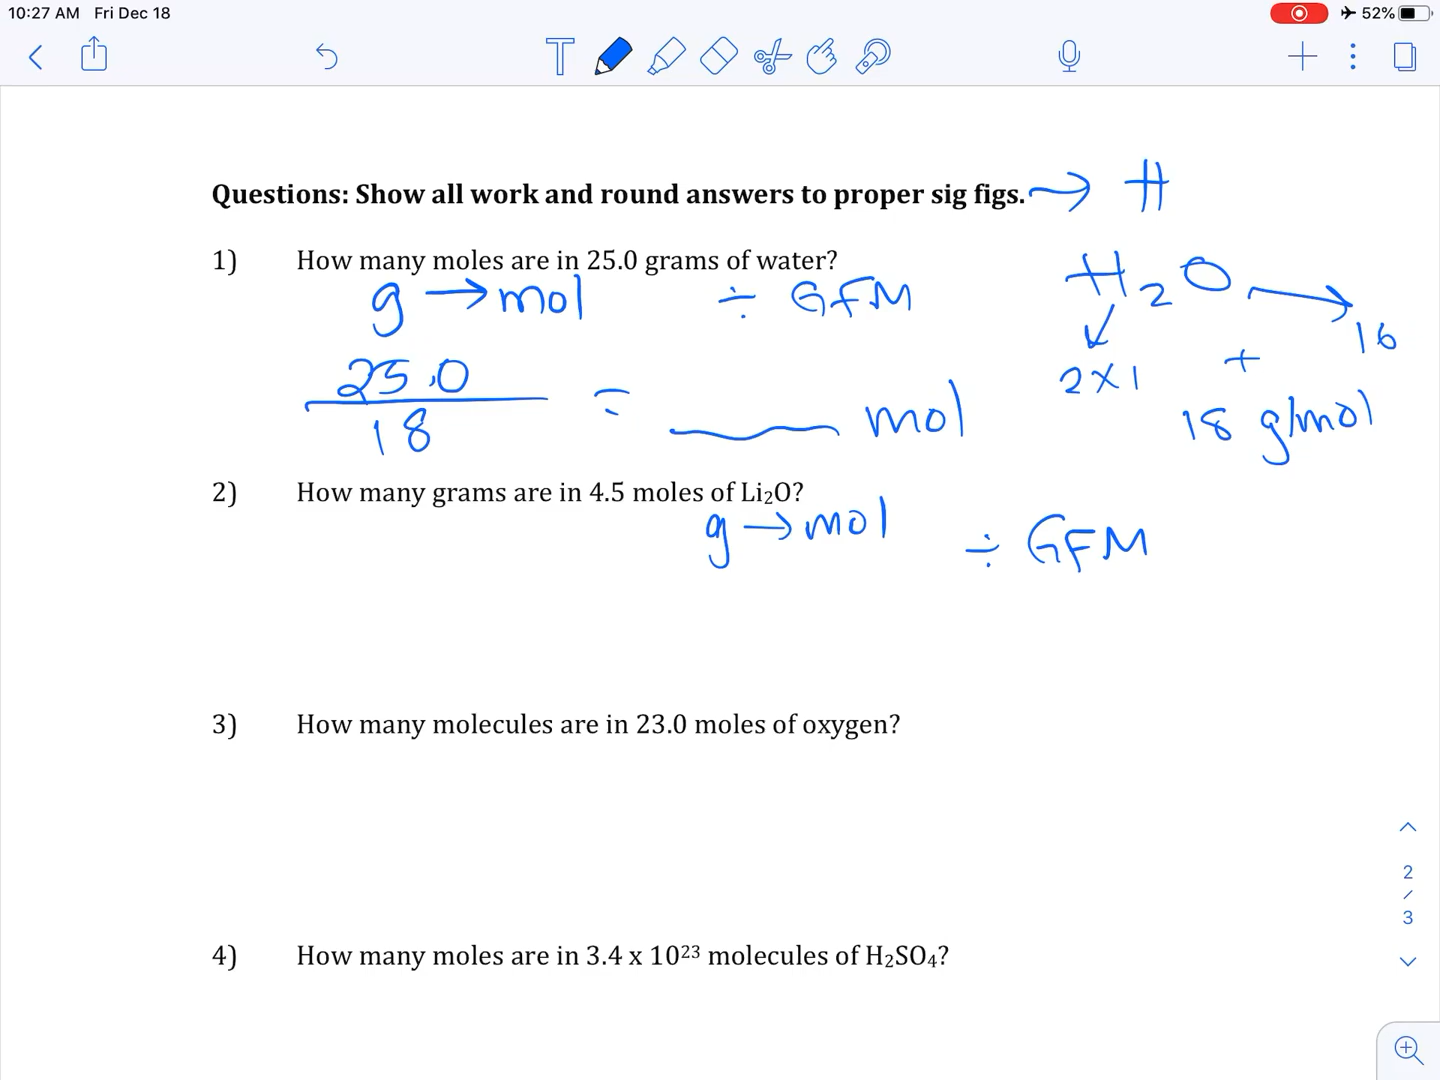 10:27 AM Fri Dec 18
52%
Questions: Show all work and round answers to proper sig figs. → H
1) How many moles are in 25.0 grams of water?
H₂O
g → mol ÷ GFM
16
2×1 +
25.0
18 = ____ mol
18 g/mol
2) How many grams are in 4.5 moles of Li₂O?
g → mol ÷ GFM
3) How many molecules are in 23.0 moles of oxygen?
4) How many moles are in 3.4 x 10²³ molecules of H₂SO₄?
2
/
3